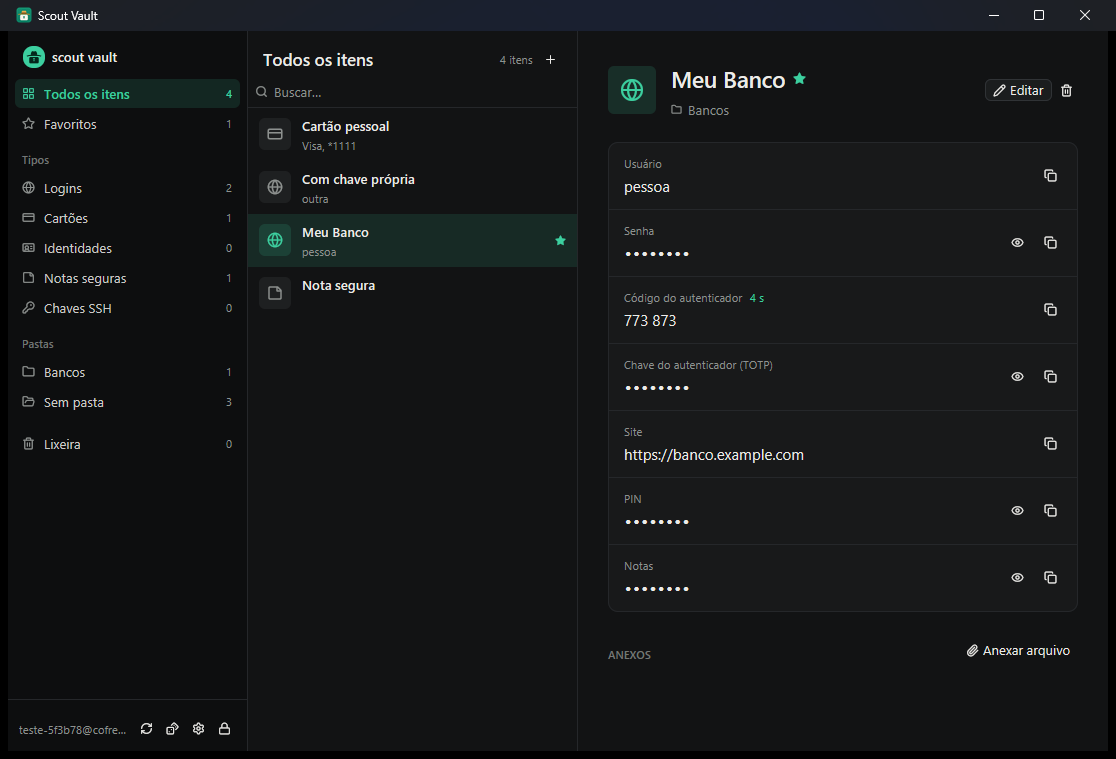 Scout Vault
scout vault
Todos os itens 4
Favoritos 1
Tipos
Logins 2
Cartões 1
Identidades 0
Notas seguras 1
Chaves SSH 0
Pastas
Bancos 1
Sem pasta 3
Lixeira 0
teste-5f3b78@cofre...
Todos os itens 4 itens
Buscar...
Cartão pessoal
Visa, *1111
Com chave própria
outra
Meu Banco
pessoa
Nota segura
Meu Banco
Bancos
Editar
Usuário
pessoa
Senha
••••••••
Código do autenticador 4 s
773 873
Chave do autenticador (TOTP)
••••••••
Site
https://banco.example.com
PIN
••••••••
Notas
••••••••
ANEXOS
Anexar arquivo